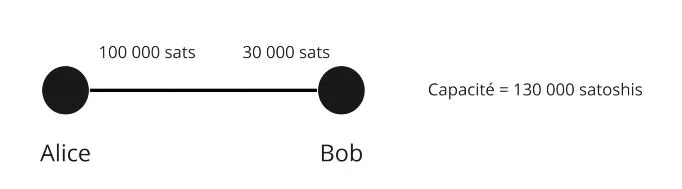 100 000 sats
30 000 sats
Capacité = 130 000 satoshis
Alice
Bob